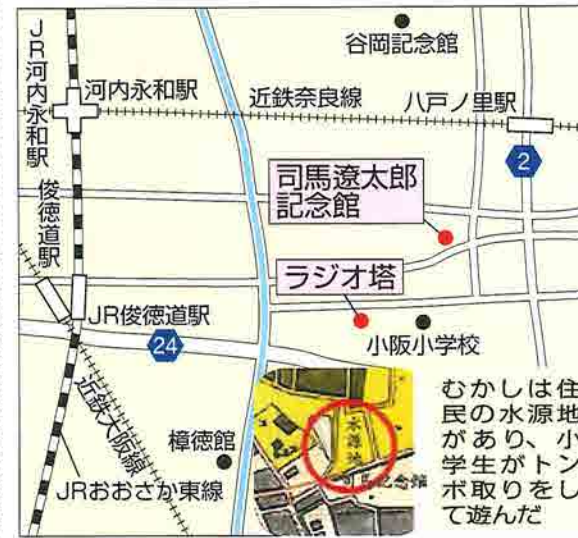 谷岡記念館
JR河内永和駅
河内永和駅
近鉄奈良線
八戸ノ里駅
2
司馬遼太郎
記念館
俊徳道駅
ラジオ塔
JR俊徳道駅
小阪小学校
24
近鉄大阪線
樟徳館
JRおおさか東線
水源地
司馬記念館
むかしは住
民の水源地
があり、小
学生がトン
ボ取りをし
て遊んだ